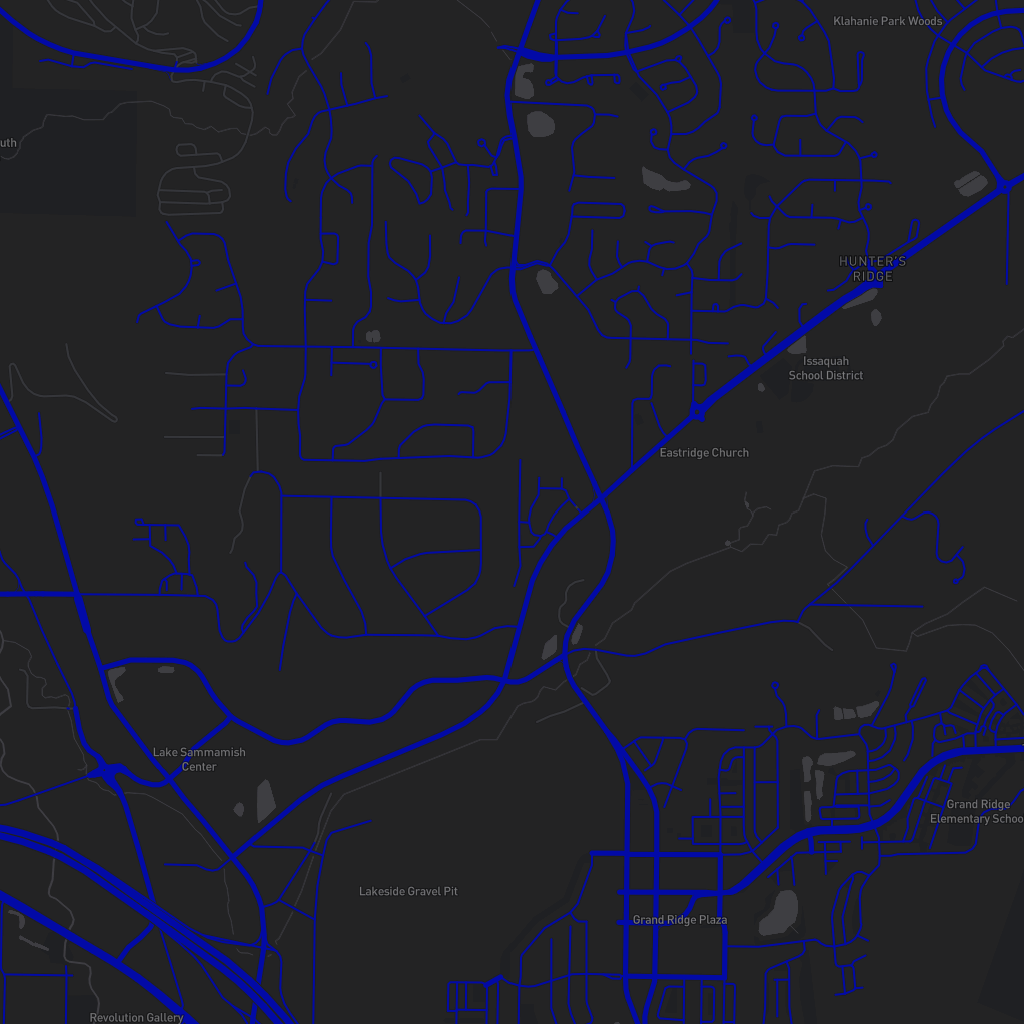 Klahanie Park Woods
uth
HUNTER'S
RIDGE
Issaquah
School District
Eastridge Church
Lake Sammamish
Center
Grand Ridge
Elementary Schoo
Lakeside Gravel Pit
Grand Ridge Plaza
Revolution Gallery